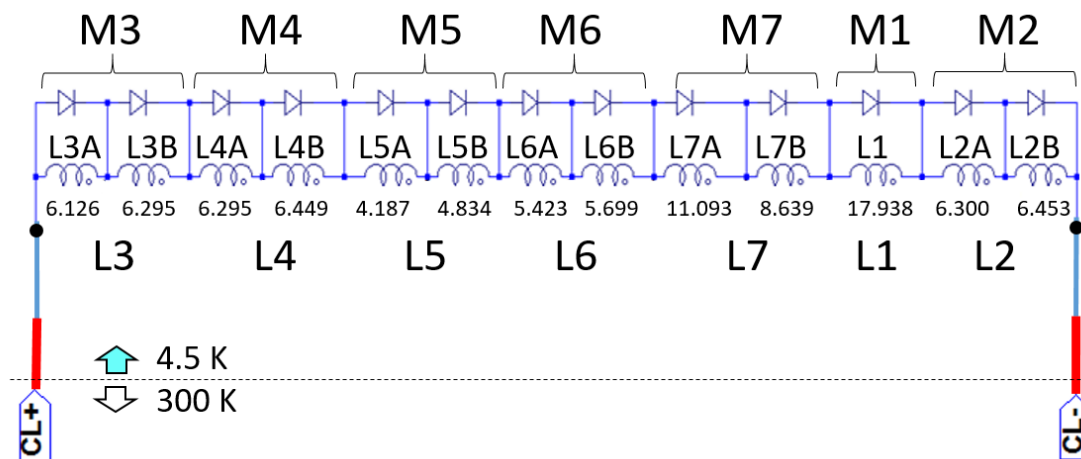 M3 M4 M5 M6 M7 M1 M2
L3A L3B L4A L4B L5A L5B L6A L6B L7A L7B L1 L2A L2B
6.126 6.295 6.295 6.449 4.187 4.834 5.423 5.699 11.093 8.639 17.938 6.300 6.453
L3 L4 L5 L6 L7 L1 L2
4.5 K
300 K
CL+
CL-